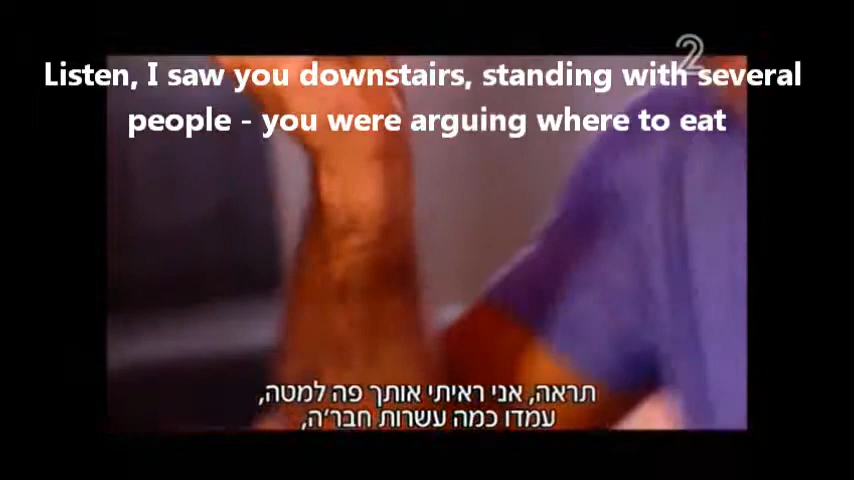 2
Listen, I saw you downstairs, standing with several
people - you were arguing where to eat
תראה, אני ראיתי אותך פה למטה,
עמדו כמה עשרות חבר'ה,